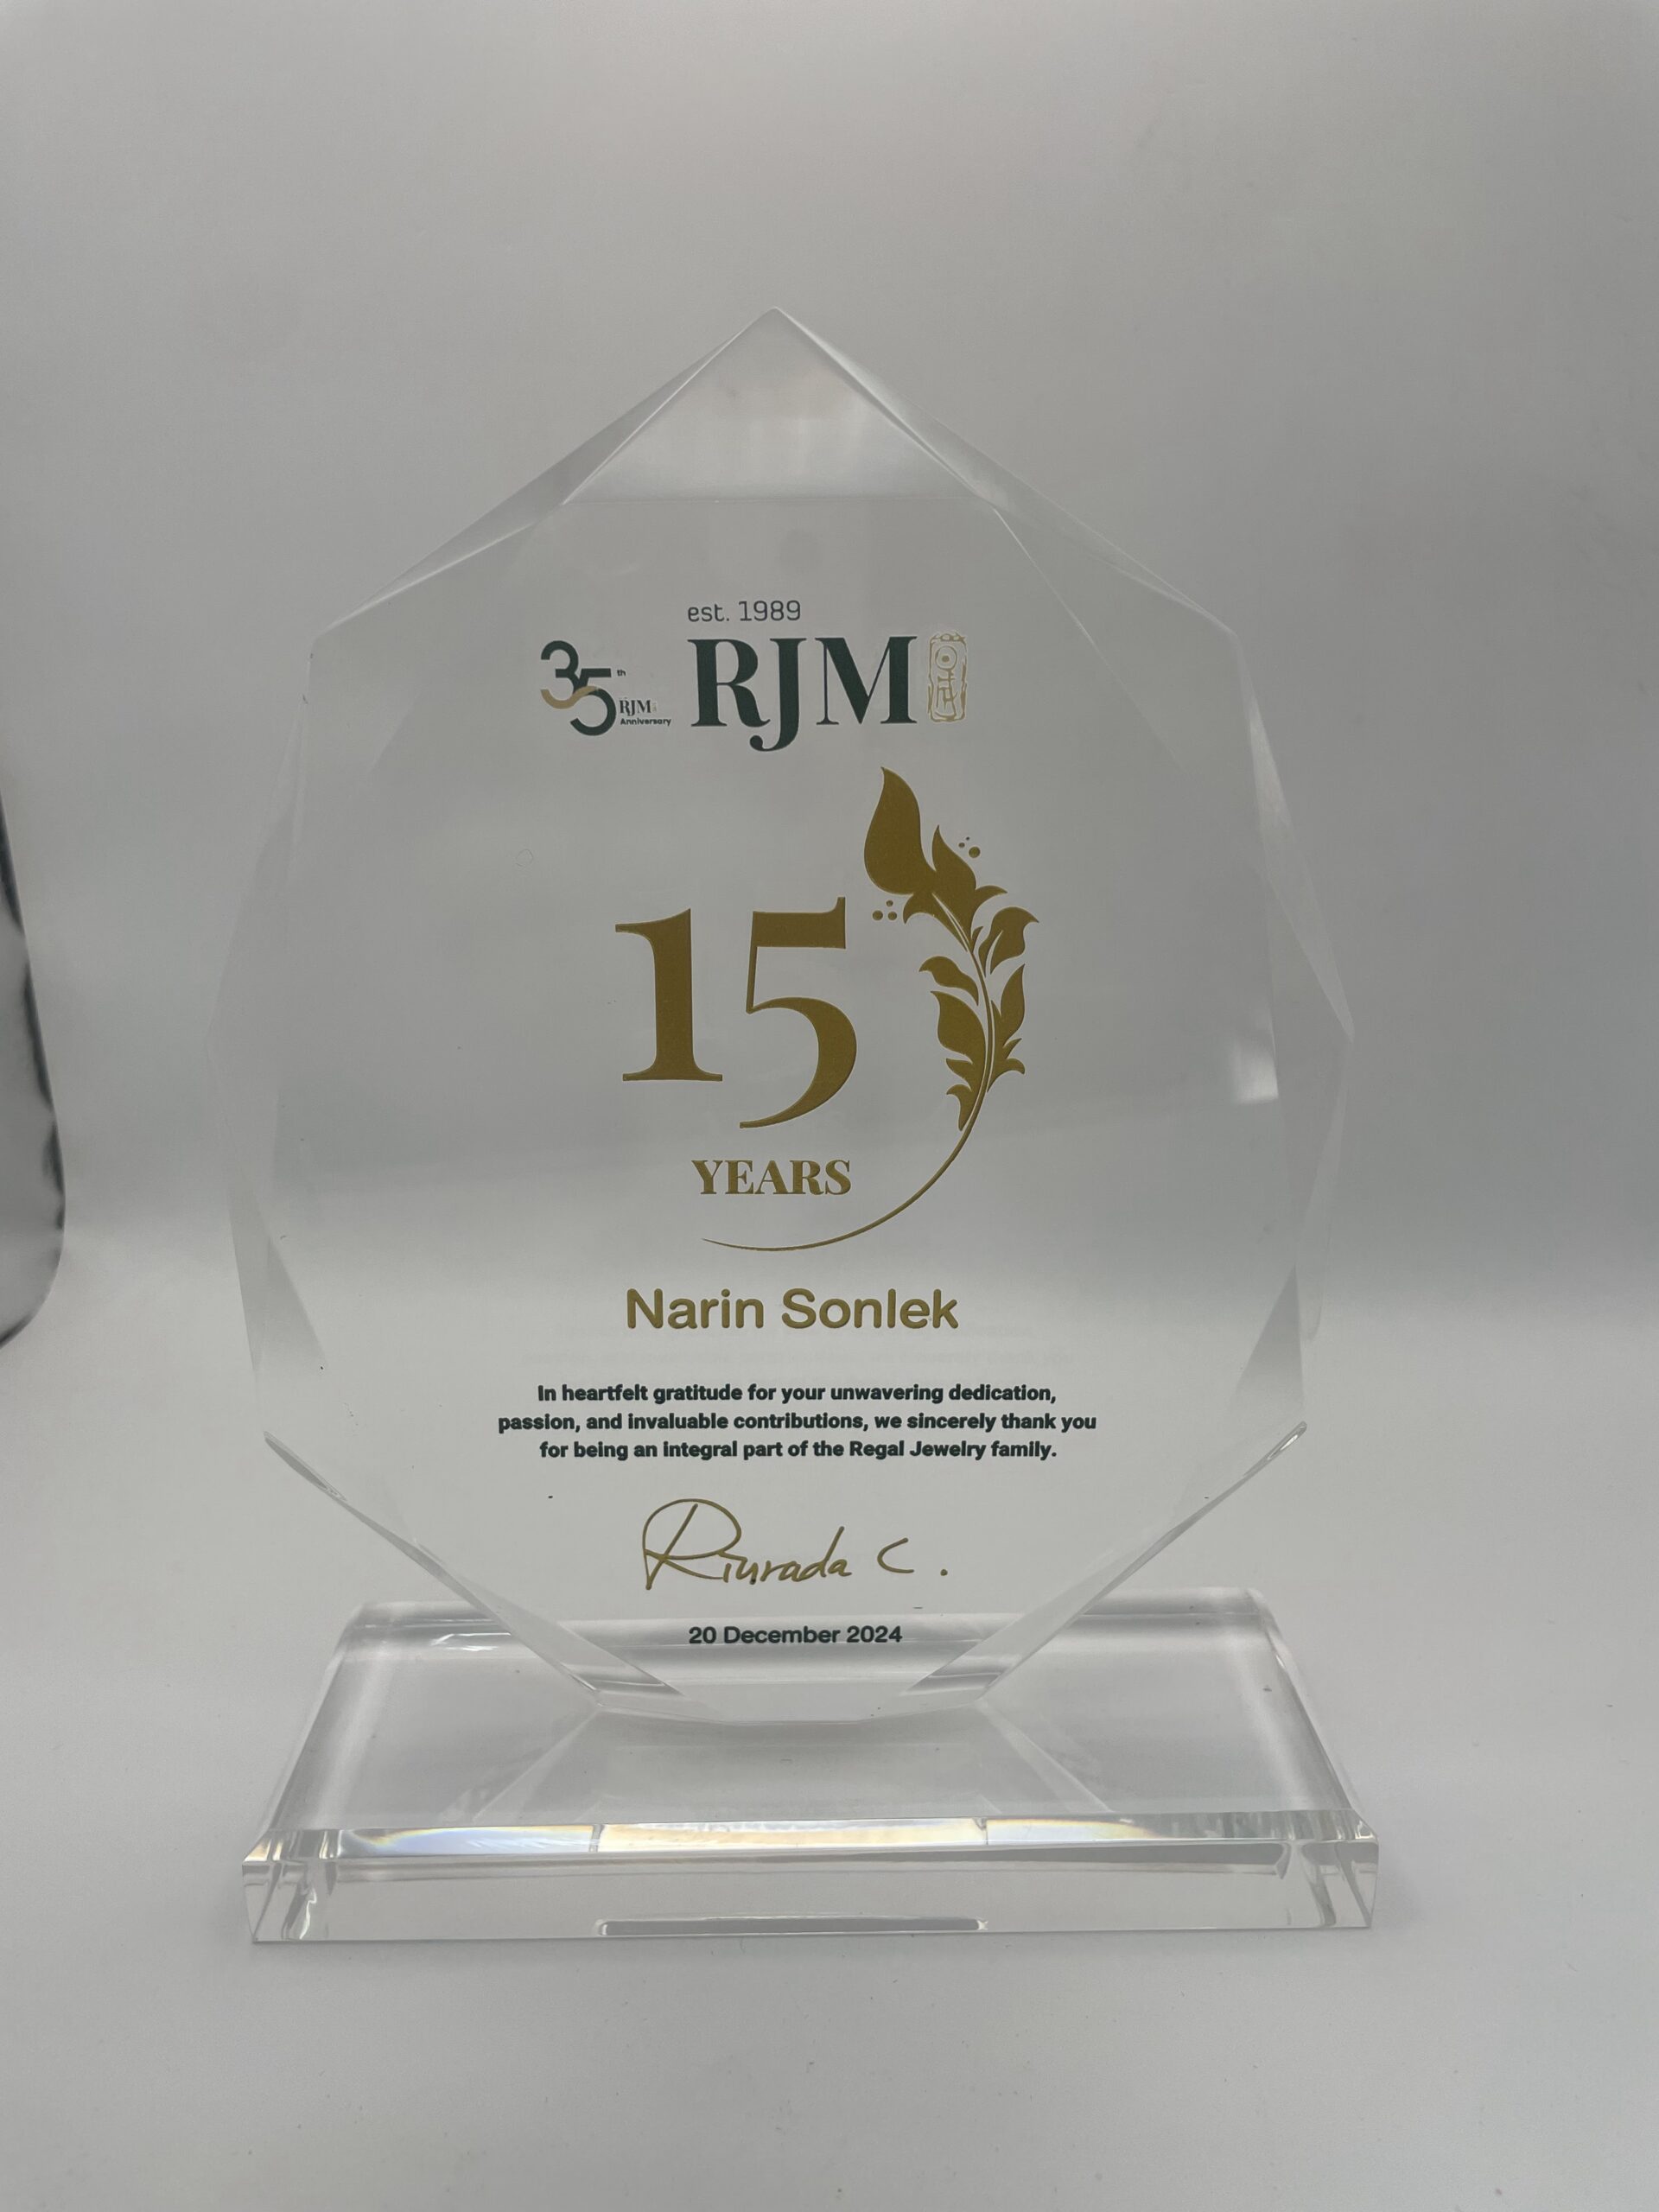 est. 1989
35th RJM Anniversary
RJM
15
YEARS
Narin Sonlek
In heartfelt gratitude for your unwavering dedication,
passion, and invaluable contributions, we sincerely thank you
for being an integral part of the Regal Jewelry family.
Rinrada C.
20 December 2024